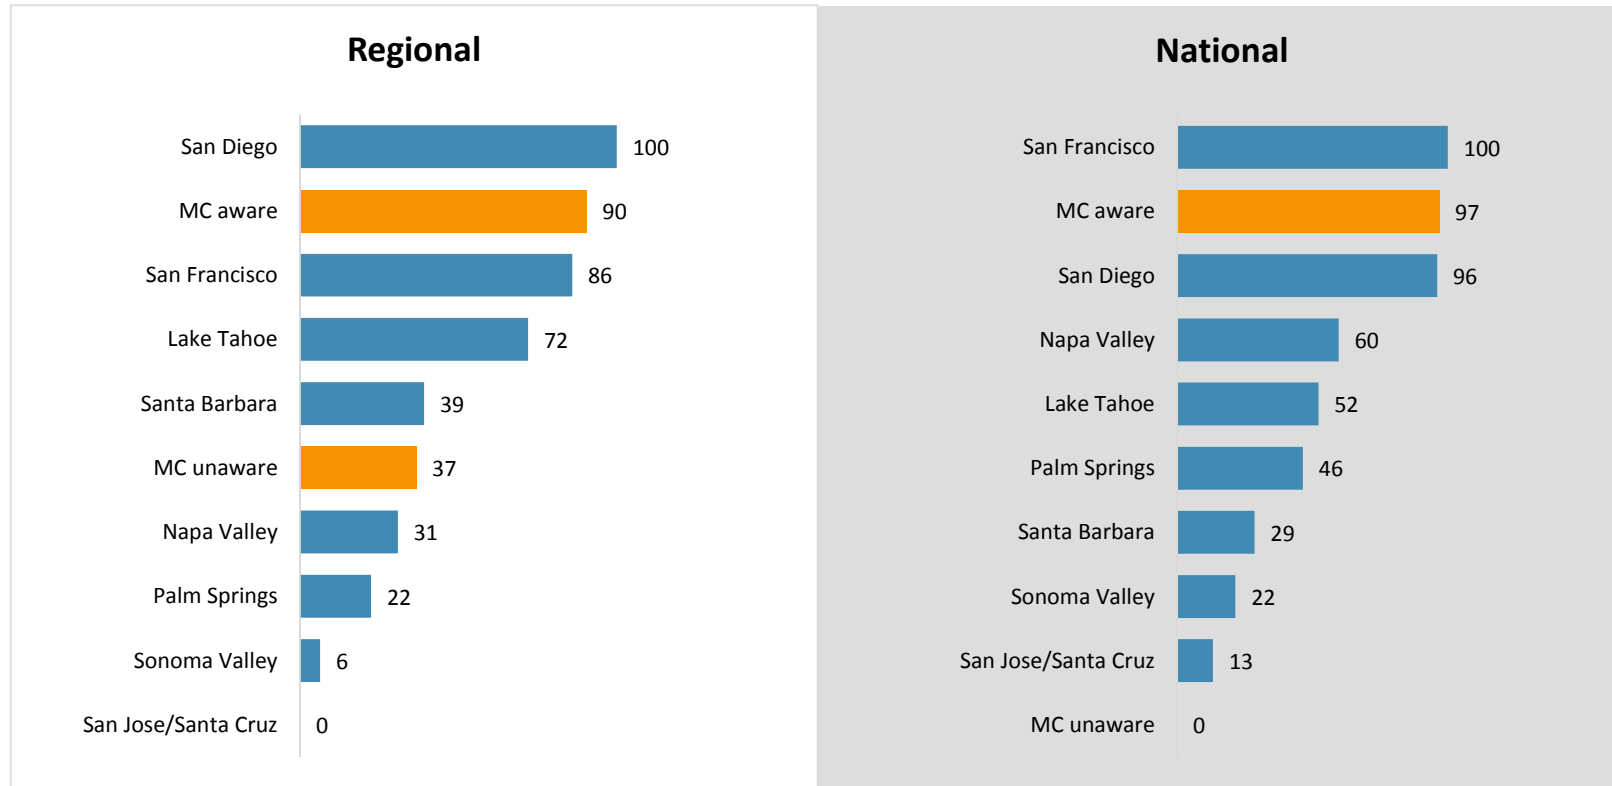 Regional
San Diego 100
MC aware 90
San Francisco 86
Lake Tahoe 72
Santa Barbara 39
MC unaware 37
Napa Valley 31
Palm Springs 22
Sonoma Valley 6
San Jose/Santa Cruz 0
National
San Francisco 100
MC aware 97
San Diego 96
Napa Valley 60
Lake Tahoe 52
Palm Springs 46
Santa Barbara 29
Sonoma Valley 22
San Jose/Santa Cruz 13
MC unaware 0